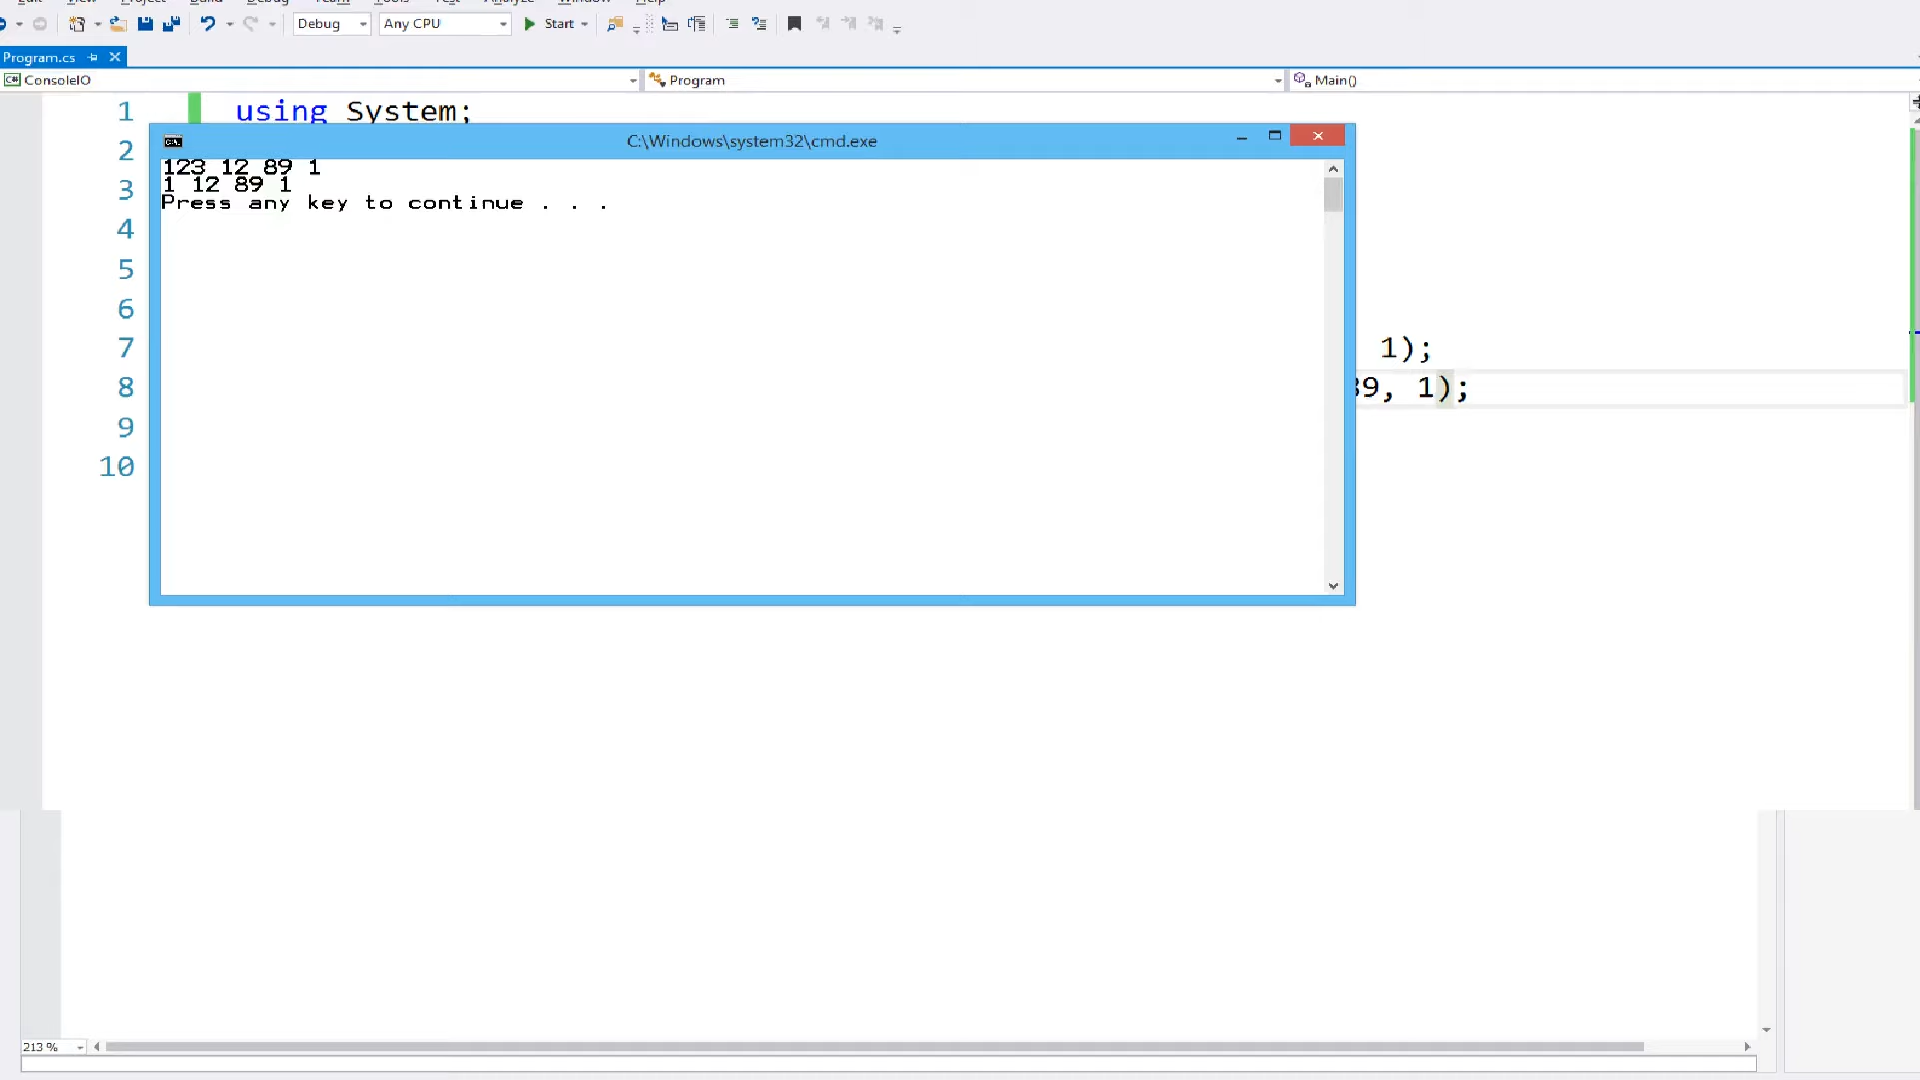 Debug Any CPU Start
Program.cs
ConsoleIO Program Main()
1 using System;
C:\Windows\system32\cmd.exe
123 12 89 1
1 12 89 1
Press any key to continue . . .
2
3
4
5
6
7 1);
8 39, 1);
9
10
213 %